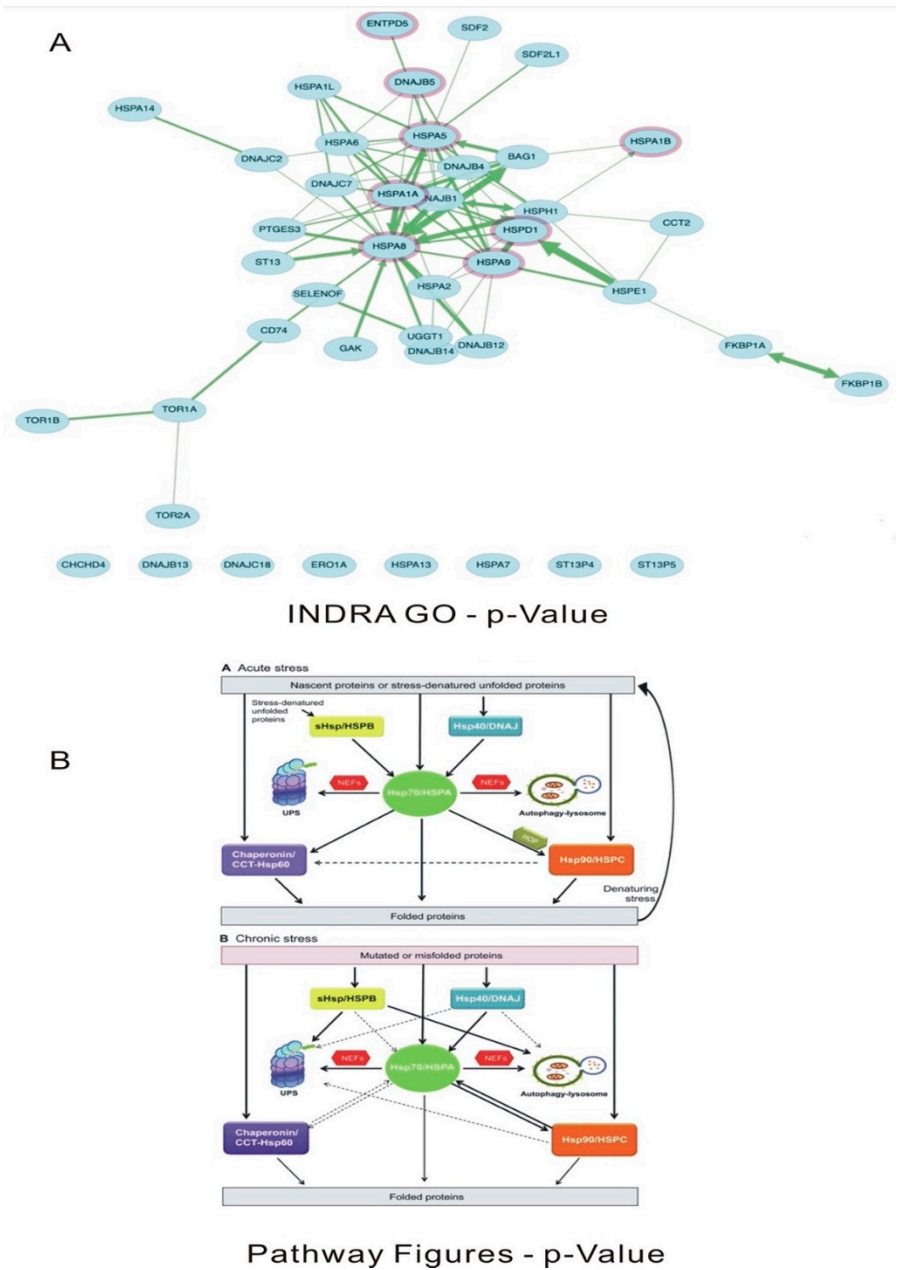 A
ENTPD5
SDF2
SDF2L1
DNAJB5
HSPA1L
HSPA14
HSPA5
HSPA1B
HSPA6
DNAJC2
BAG1
DNAJB4
DNAJC7
HSPA1A
NAJB1
HSPH1
CCT2
PTGES3
HSPD1
HSPA8
ST13
HSPA9
HSPA2
HSPE1
SELENOF
CD74
UGGT1
GAK
DNAJB14
DNAJB12
FKBP1A
FKBP1B
TOR1A
TOR1B
TOR2A
CHCHD4 DNAJB13 DNAJC18 ERO1A HSPA13 HSPA7 ST13P4 ST13P5
INDRA GO - p-Value
B
A Acute stress
Nascent proteins or stress-denatured unfolded proteins
Stress-denatured
unfolded
proteins
sHsp/HSPB
Hsp40/DNAJ
NEFs
Hsp70/HSPA
NEFs
UPS
Autophagy-lysosome
HOP
Chaperonin/
CCT-Hsp60
Hsp90/HSPC
Denaturing
stress
Folded proteins
B Chronic stress
Mutated or misfolded proteins
sHsp/HSPB
Hsp40/DNAJ
NEFs
Hsp70/HSPA
NEFs
UPS
Autophagy-lysosome
Chaperonin/
CCT-Hsp60
Hsp90/HSPC
Folded proteins
Pathway Figures - p-Value